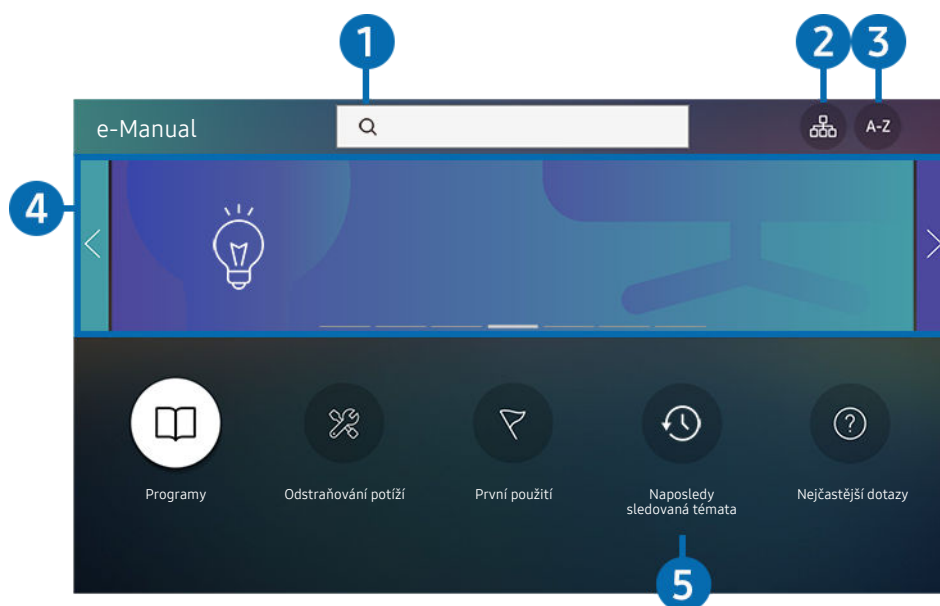 1
2
3
e-Manual
A-Z
4
?
Programy
Odstraňování potíží
První použití
Naposledy
sledovaná témata
Nejčastější dotazy
5